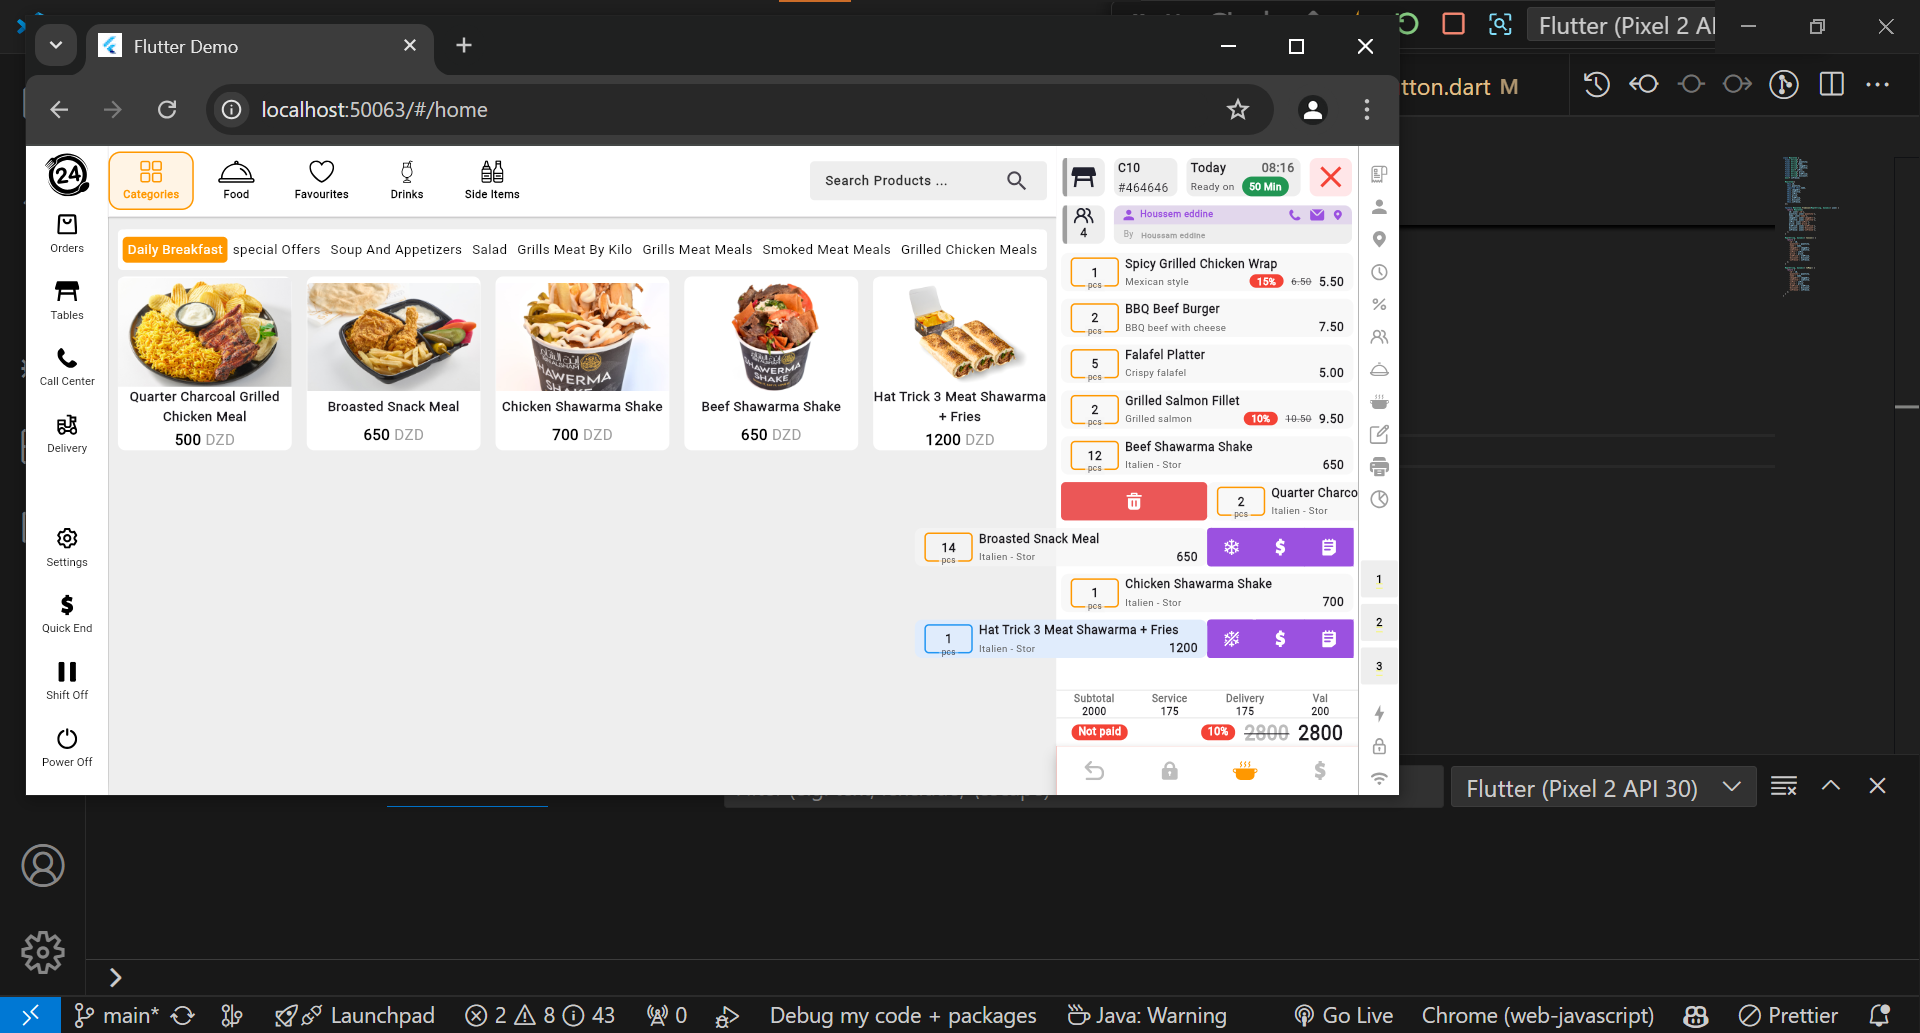 Flutter Demo
Flutter (Pixel 2 AI
localhost:50063/#/home
tton.dart M
24
Categories
Food
Favourites
Drinks
Side Items
Search Products ...
C10
#464646
Today 08:16
Ready on 50 Min
4
Houssem eddine
By Houssem eddine
Orders
Tables
Call Center
Delivery
Settings
Quick End
Shift Off
Power Off
Daily Breakfast
special Offers
Soup And Appetizers
Salad
Grills Meat By Kilo
Grills Meat Meals
Smoked Meat Meals
Grilled Chicken Meals
SHAWERMA
SHAKE
SHAWERMA
SHAKE
Quarter Charcoal Grilled
Chicken Meal
500 DZD
Broasted Snack Meal
650 DZD
Chicken Shawarma Shake
700 DZD
Beef Shawarma Shake
650 DZD
Hat Trick 3 Meat Shawarma
+ Fries
1200 DZD
1 pcs
Spicy Grilled Chicken Wrap
Mexican style 15% 6.50 5.50
2 pcs
BBQ Beef Burger
BBQ beef with cheese 7.50
5 pcs
Falafel Platter
Crispy falafel 5.00
2 pcs
Grilled Salmon Fillet
Grilled salmon 10% 10.50 9.50
12 pcs
Beef Shawarma Shake
Italien - Stor 650
2 pcs
Quarter Charco
Italien - Stor
14 pcs
Broasted Snack Meal
Italien - Stor 650
1 pcs
Chicken Shawarma Shake
Italien - Stor 700
1 pcs
Hat Trick 3 Meat Shawarma + Fries
Italien - Stor 1200
1
2
3
Subtotal Service Delivery Val
2000 175 175 200
Not paid 10% 2800 2800
Flutter (Pixel 2 API 30)
main* Launchpad 2 8 43 0 Debug my code + packages Java: Warning Go Live Chrome (web-javascript) Prettier